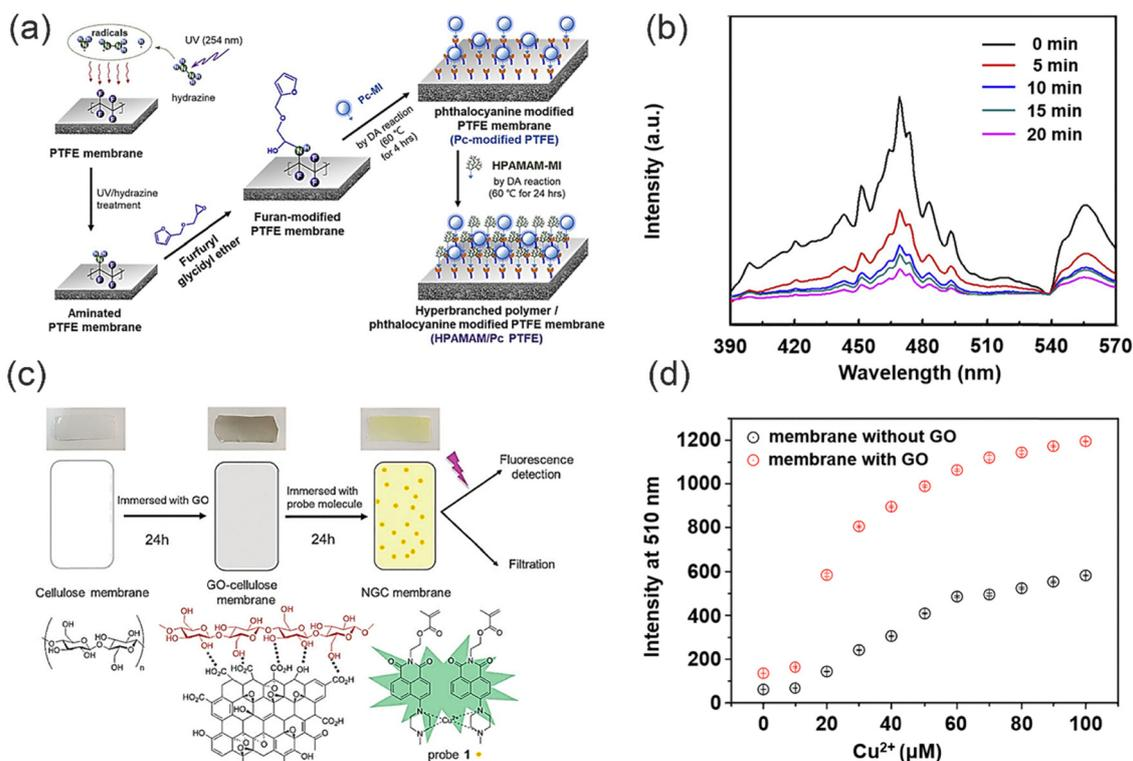 (a)
radicals
UV (254 nm)
hydrazine
PTFE membrane
UV/hydrazine
treatment
Aminated
PTFE membrane
Furfuryl
glycidyl ether
HO
Furan-modified
PTFE membrane
Pc-MI
by DA reaction
(60 °C
for 4 hrs)
phthalocyanine modified
PTFE membrane
(Pc-modified PTFE)
HPAMAM-MI
by DA reaction
(60 °C for 24 hrs)
Hyperbranched polymer /
phthalocyanine modified PTFE membrane
(HPAMAM/Pc PTFE)
(b)
Intensity (a.u.)
0 min
5 min
10 min
15 min
20 min
390 420 450 480 510 540 570
Wavelength (nm)
(c)
Immersed with GO
24h
Immersed with
probe molecule
24h
Fluorescence
detection
Filtration
Cellulose membrane
GO-cellulose
membrane
NGC membrane
probe 1
(d)
Intensity at 510 nm
membrane without GO
membrane with GO
1200
1000
800
600
400
200
0
0 20 40 60 80 100
Cu²⁺ (µM)